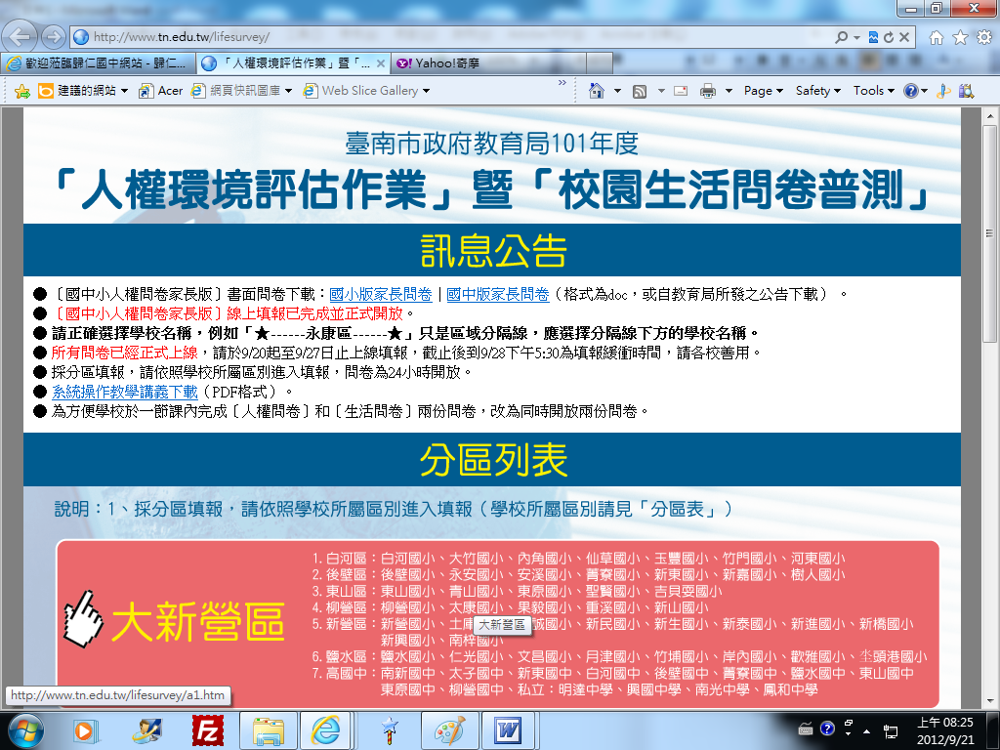 http://www.tn.edu.tw/lifesurvey/
歡迎蒞臨歸仁國中網站 - 歸仁...
「人權環境評估作業」暨「...
Yahoo!奇摩
建議的網站
Acer
網頁快訊圖庫
Web Slice Gallery
Page
Safety
Tools
臺南市政府教育局101年度
「人權環境評估作業」暨「校園生活問卷普測」
訊息公告
● 〔國中小人權問卷家長版〕書面問卷下載：國小版家長問卷｜國中版家長問卷（格式為doc，或自教育局所發之公告下載）。
● 〔國中小人權問卷家長版〕線上填報已完成並正式開放。
● 請正確選擇學校名稱，例如「★------永康區------★」只是區域分隔線，應選擇分隔線下方的學校名稱。
● 所有問卷已經正式上線，請於9/20起至9/27日止上線填報，截止後到9/28下午5:30為填報緩衝時間，請各校善用。
● 採分區填報，請依照學校所屬區別進入填報，問卷為24小時開放。
● 系統操作教學講義下載（PDF格式）。
● 為方便學校於一節課內完成〔人權問卷〕和〔生活問卷〕兩份問卷，改為同時開放兩份問卷。
分區列表
說明：1、採分區填報，請依照學校所屬區別進入填報（學校所屬區別請見「分區表」）
大新營區
1. 白河區：白河國小、大竹國小、內角國小、仙草國小、玉豐國小、竹門國小、河東國小
2. 後壁區：後壁國小、永安國小、安溪國小、菁寮國小、新東國小、新嘉國小、樹人國小
3. 東山區：東山國小、青山國小、東原國小、聖賢國小、吉貝耍國小
4. 柳營區：柳營國小、太康國小、果毅國小、重溪國小、新山國小
5. 新營區：新營國小、土庫 誠國小、新民國小、新生國小、新泰國小、新進國小、新橋國小
大新營區
新興國小、南梓國小
6. 鹽水區：鹽水國小、仁光國小、文昌國小、月津國小、竹埔國小、岸內國小、歡雅國小、坔頭港國小
7. 高國中：南新國中、太子國中、新東國中、白河國中、後壁國中、菁寮國中、鹽水國中、東山國中
東原國中、柳營國中、私立：明達中學、興國中學、南光中學、鳳和中學
http://www.tn.edu.tw/lifesurvey/a1.htm
上午 08:25
2012/9/21